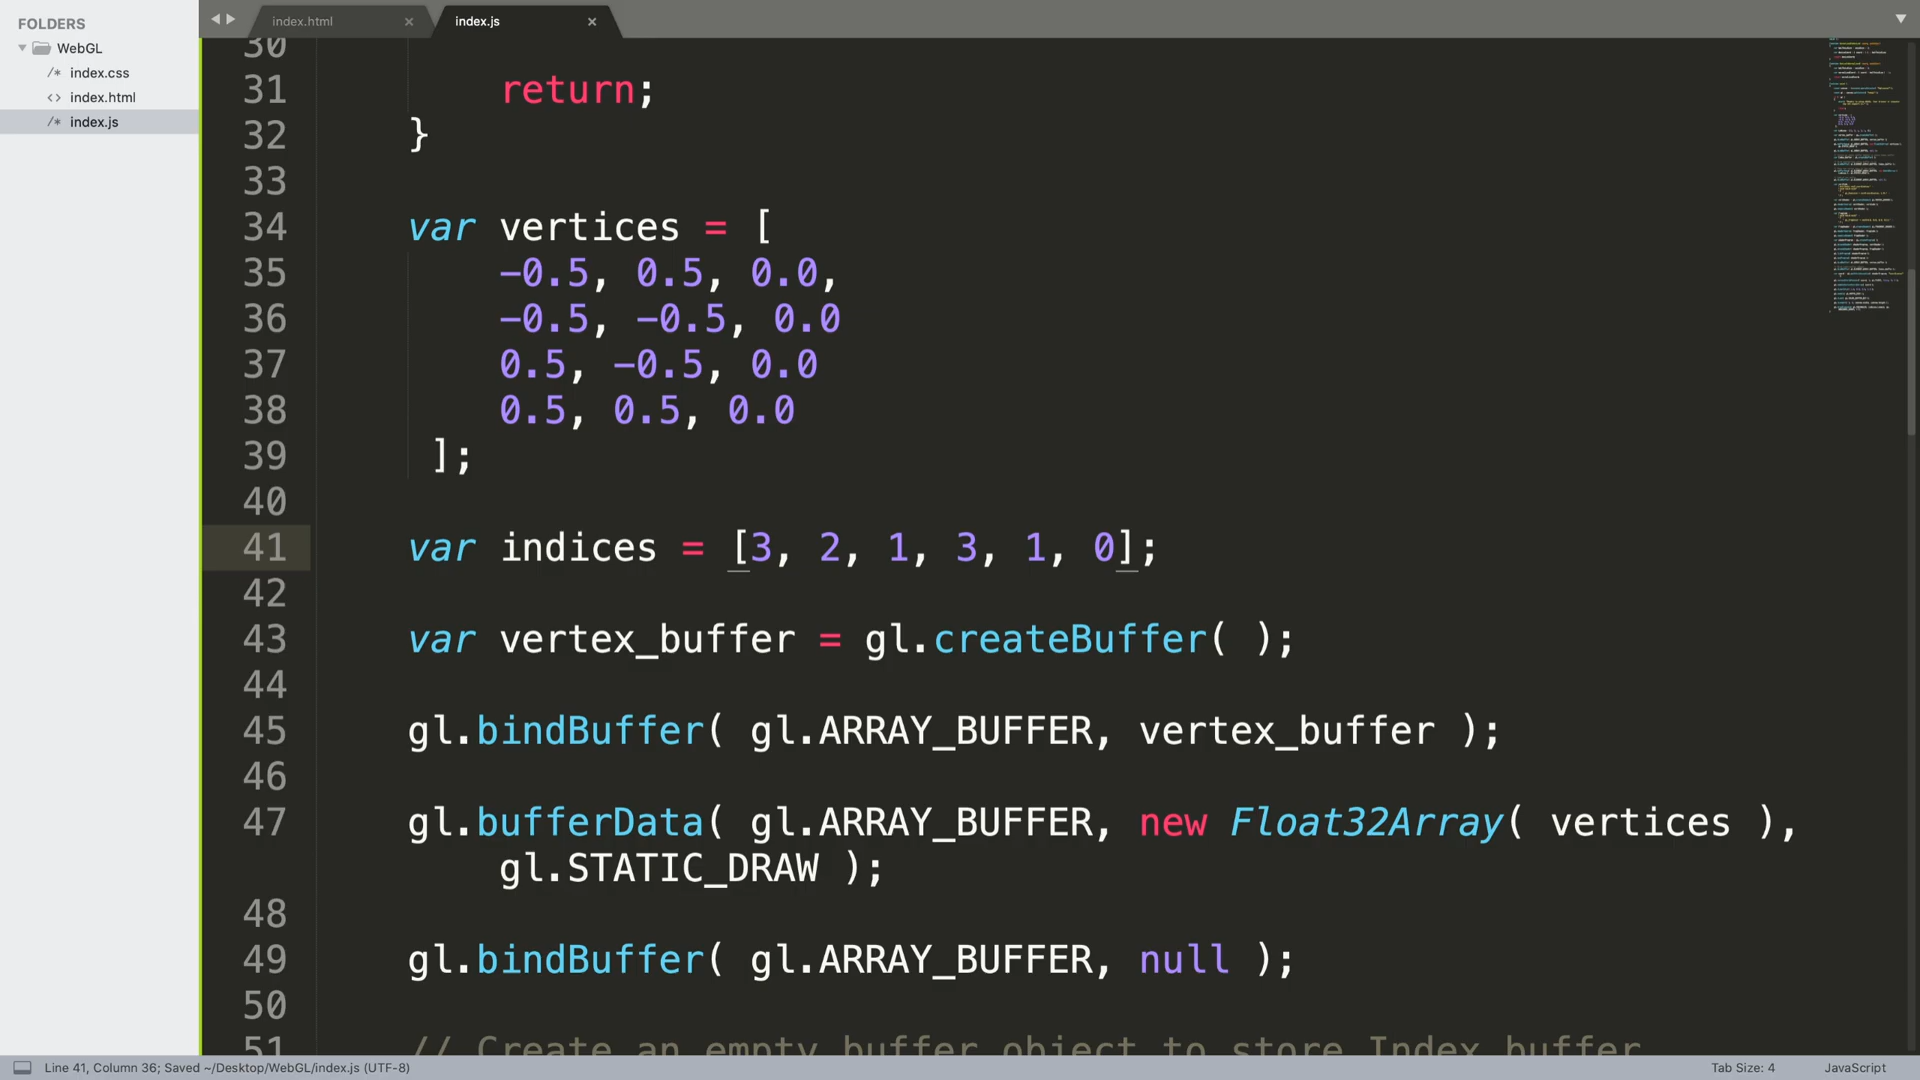 FOLDERS
WebGL
/* index.css
<> index.html
/* index.js
index.html ×
index.js ×
30
31 return;
32 }
33
34 var vertices = [
35 -0.5, 0.5, 0.0,
36 -0.5, -0.5, 0.0
37 0.5, -0.5, 0.0
38 0.5, 0.5, 0.0
39 ];
40
41 var indices = [3, 2, 1, 3, 1, 0];
42
43 var vertex_buffer = gl.createBuffer( );
44
45 gl.bindBuffer( gl.ARRAY_BUFFER, vertex_buffer );
46
47 gl.bufferData( gl.ARRAY_BUFFER, new Float32Array( vertices ),
gl.STATIC_DRAW );
48
49 gl.bindBuffer( gl.ARRAY_BUFFER, null );
50
51 // Create an empty buffer object to store Index buffer
Line 41, Column 36; Saved ~/Desktop/WebGL/index.js (UTF-8)
Tab Size: 4
JavaScript